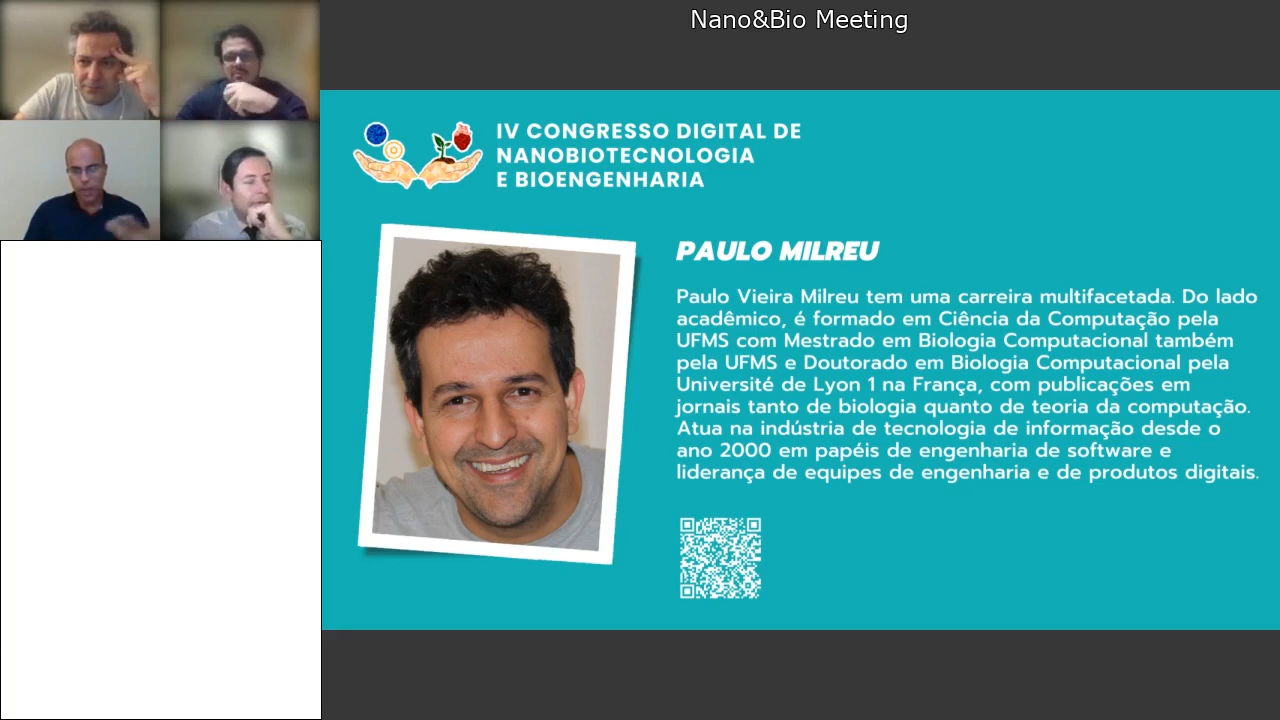 Nano&Bio Meeting
IV CONGRESSO DIGITAL DE
NANOBIOTECNOLOGIA
E BIOENGENHARIA
PAULO MILREU
Paulo Vieira Milreu tem uma carreira multifacetada. Do lado
acadêmico, é formado em Ciência da Computação pela
UFMS com Mestrado em Biologia Computacional também
pela UFMS e Doutorado em Biologia Computacional pela
Université de Lyon 1 na França, com publicações em
jornais tanto de biologia quanto de teoria da computação.
Atua na indústria de tecnologia de informação desde o
ano 2000 em papéis de engenharia de software e
liderança de equipes de engenharia e de produtos digitais.